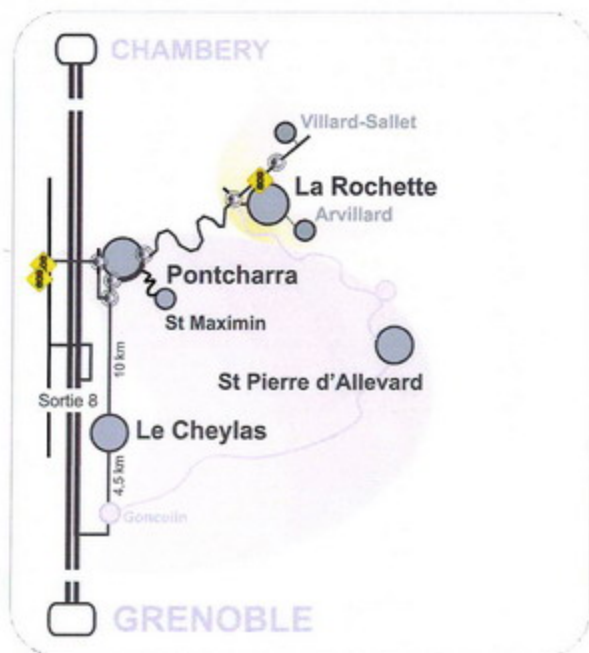 CHAMBERY
Villard-Sallet
La Rochette
Arvillard
Pontcharra
St Maximin
10 km
St Pierre d'Allevard
Sortie 8
Le Cheylas
4,5 km
Goncelin
GRENOBLE